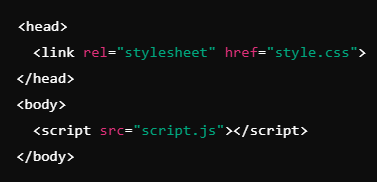 <head>
  <link rel="stylesheet" href="style.css">
</head>
<body>
  <script src="script.js"></script>
</body>